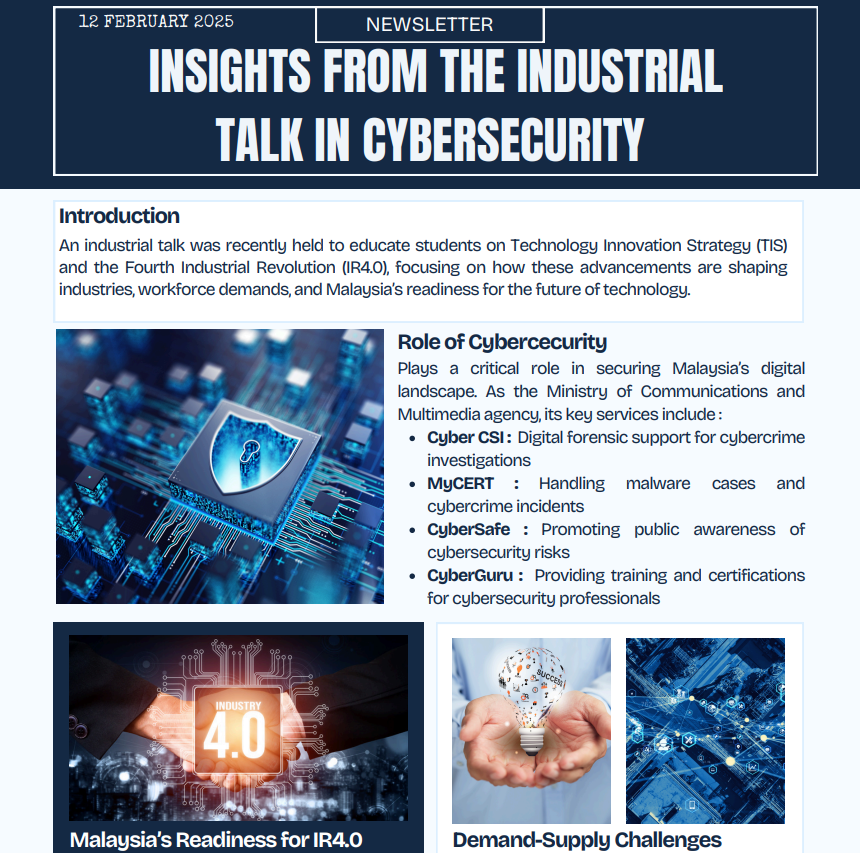 12 FEBRUARY 2025
NEWSLETTER
INSIGHTS FROM THE INDUSTRIAL
TALK IN CYBERSECURITY
Introduction
An industrial talk was recently held to educate students on Technology Innovation Strategy (TIS)
and the Fourth Industrial Revolution (IR4.0), focusing on how these advancements are shaping
industries, workforce demands, and Malaysia's readiness for the future of technology.
Role of Cybercecurity
Plays a critical role in securing Malaysia's digital
landscape. As the Ministry of Communications and
Multimedia agency, its key services include :
• Cyber CSI : Digital forensic support for cybercrime
investigations
• MyCERT : Handling malware cases and
cybercrime incidents
• CyberSafe : Promoting public awareness of
cybersecurity risks
• CyberGuru : Providing training and certifications
for cybersecurity professionals
INDUSTRY
4.0
SUCCESS
Malaysia's Readiness for IR4.0
Demand-Supply Challenges